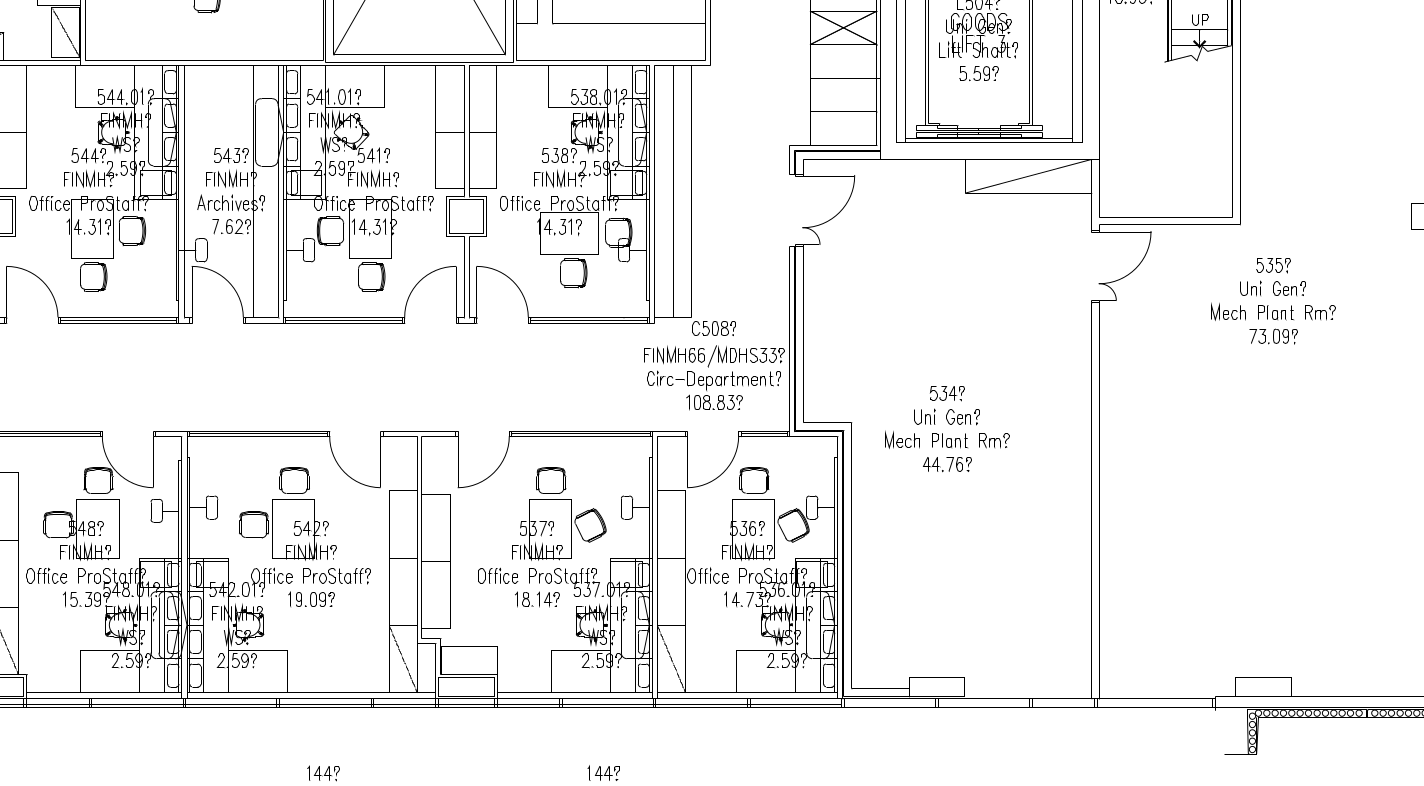 L504?
GOODS
Uni Gen?
LIFT 3
Lift Shaft?
5.59?
UP
544.01?
FINMH?
WS?
2.59?
544?
FINMH?
Office ProStaff?
14.31?
543?
FINMH?
Archives?
7.62?
541.01?
FINMH?
WS?
2.59?
541?
FINMH?
Office ProStaff?
14.31?
538.01?
FINMH?
WS?
2.59?
538?
FINMH?
Office ProStaff?
14.31?
535?
Uni Gen?
Mech Plant Rm?
73.09?
C508?
FINMH66/MDHS33?
Circ-Department?
108.83?
534?
Uni Gen?
Mech Plant Rm?
44.76?
548?
FINMH?
Office ProStaff?
15.39?
548.01?
FINMH?
WS?
2.59?
542?
FINMH?
Office ProStaff?
19.09?
542.01?
FINMH?
WS?
2.59?
537?
FINMH?
Office ProStaff?
18.14?
537.01?
FINMH?
WS?
2.59?
536?
FINMH?
Office ProStaff?
14.73?
536.01?
FINMH?
WS?
2.59?
144?
144?